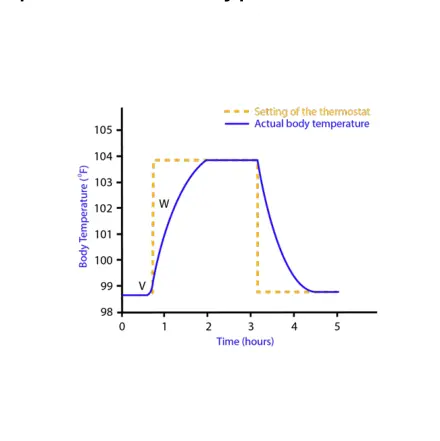 Setting of the thermostat
Actual body temperature
105
104
103
102
101
100
99
98
W
V
Body Temperature (°F)
0 1 2 3 4 5
Time (hours)